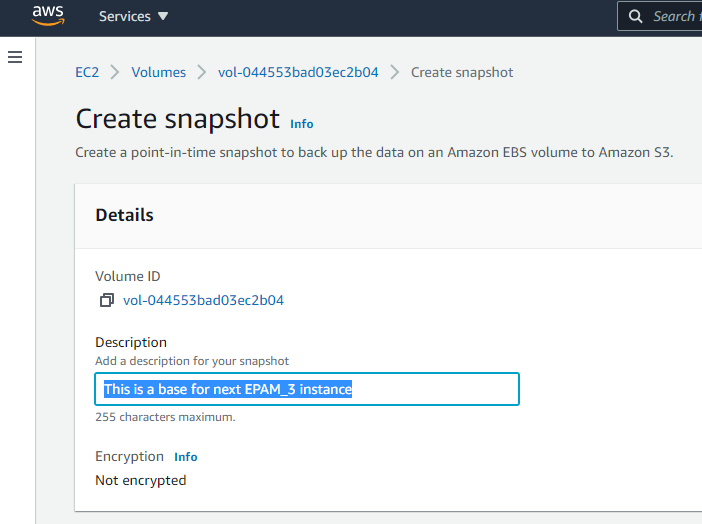 aws
Services ▼
Search
EC2 > Volumes > vol-044553bad03ec2b04 > Create snapshot
Create snapshot Info
Create a point-in-time snapshot to back up the data on an Amazon EBS volume to Amazon S3.
Details
Volume ID
vol-044553bad03ec2b04
Description
Add a description for your snapshot
This is a base for next EPAM_3 instance
255 characters maximum.
Encryption Info
Not encrypted